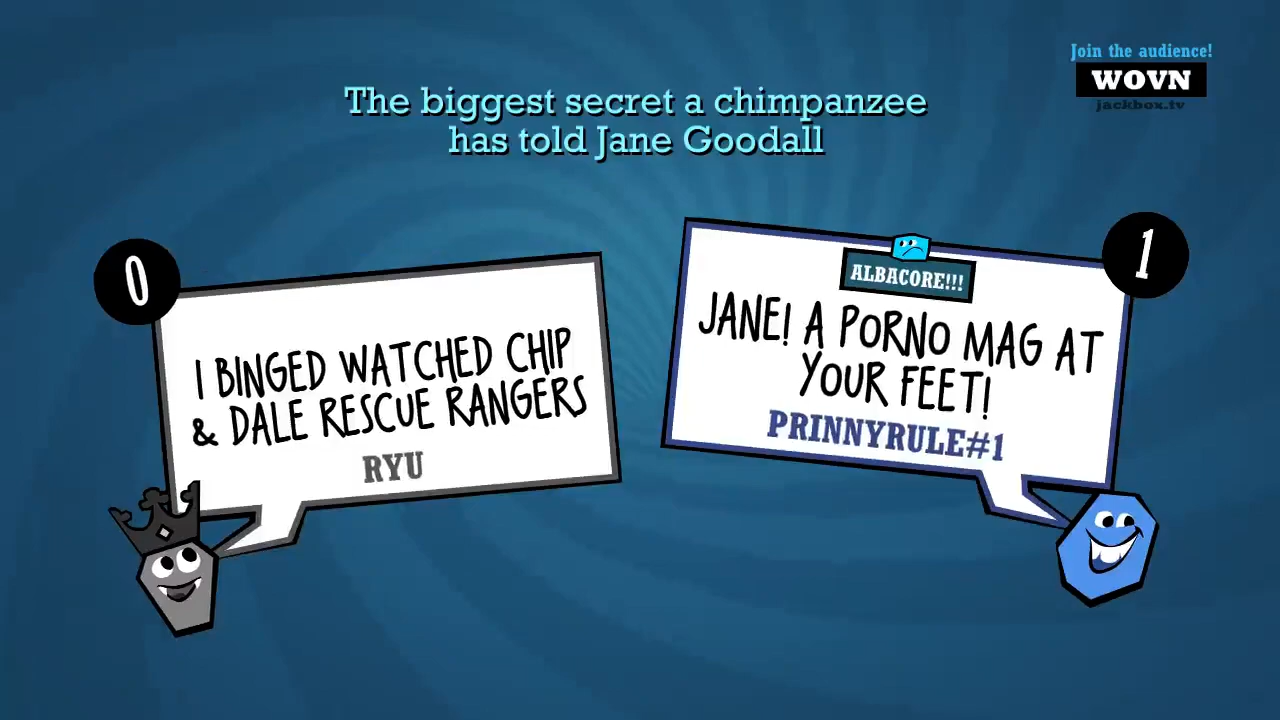 Join the audience!
WOVN
jackbox.tv
The biggest secret a chimpanzee
has told Jane Goodall
0
I BINGED WATCHED CHIP
& DALE RESCUE RANGERS
RYU
1
ALBACORE!!!
JANE! A PORNO MAG AT
YOUR FEET!
PRINNYRULE#1